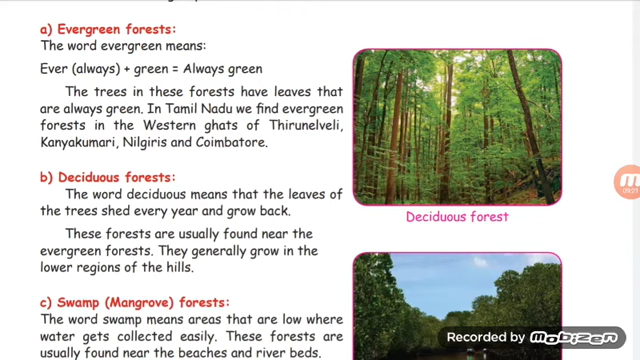 a) Evergreen forests:
The word evergreen means:
Ever (always) + green = Always green
The trees in these forests have leaves that
are always green. In Tamil Nadu we find evergreen
forests in the Western ghats of Thirunelveli,
Kanyakumari, Nilgiris and Coimbatore.
b) Deciduous forests:
The word deciduous means that the leaves of
the trees shed every year and grow back.
These forests are usually found near the
evergreen forests. They generally grow in the
lower regions of the hills.
c) Swamp (Mangrove) forests:
The word swamp means areas that are low where
water gets collected easily. These forests are
usually found near the beaches and river beds.
Deciduous forest
M
09:21
Recorded by Mobizen